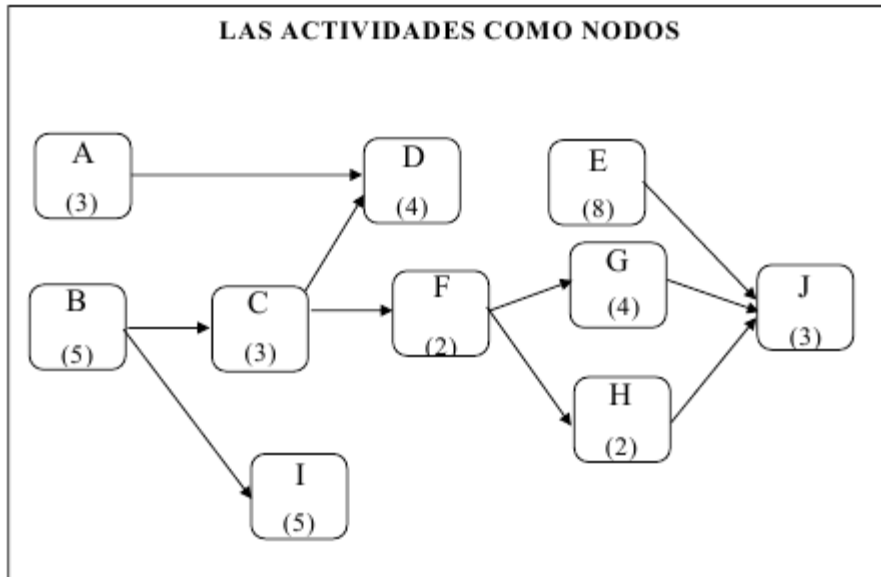 LAS ACTIVIDADES COMO NODOS
A
(3)
D
(4)
E
(8)
B
(5)
C
(3)
F
(2)
G
(4)
J
(3)
H
(2)
I
(5)